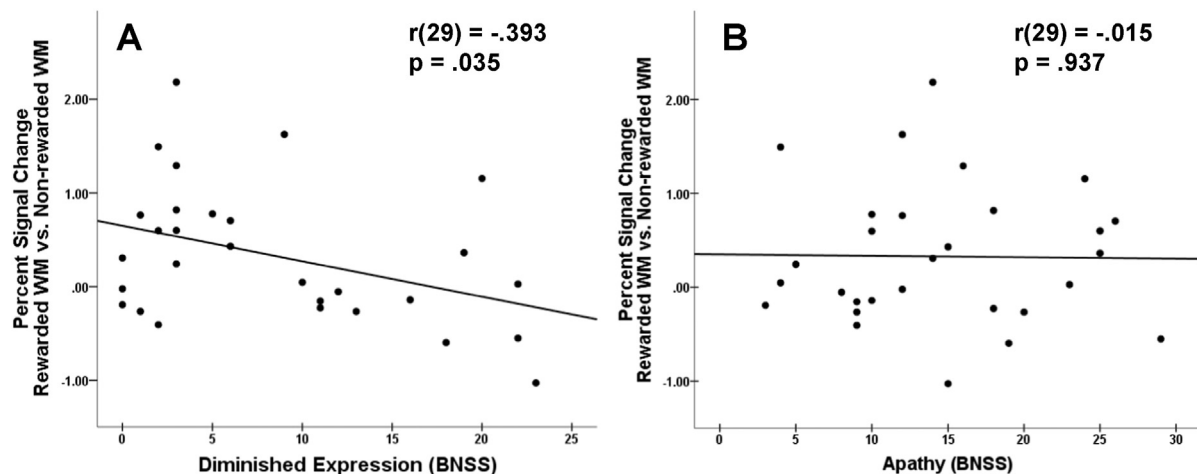 A
r(29) = -.393
p = .035
Percent Signal Change
Rewarded WM vs. Non-rewarded WM
2.00
1.00
.00
-1.00
0 5 10 15 20 25
Diminished Expression (BNSS)
B
r(29) = -.015
p = .937
Percent Signal Change
Rewarded WM vs. Non-rewarded WM
2.00
1.00
.00
-1.00
0 5 10 15 20 25 30
Apathy (BNSS)